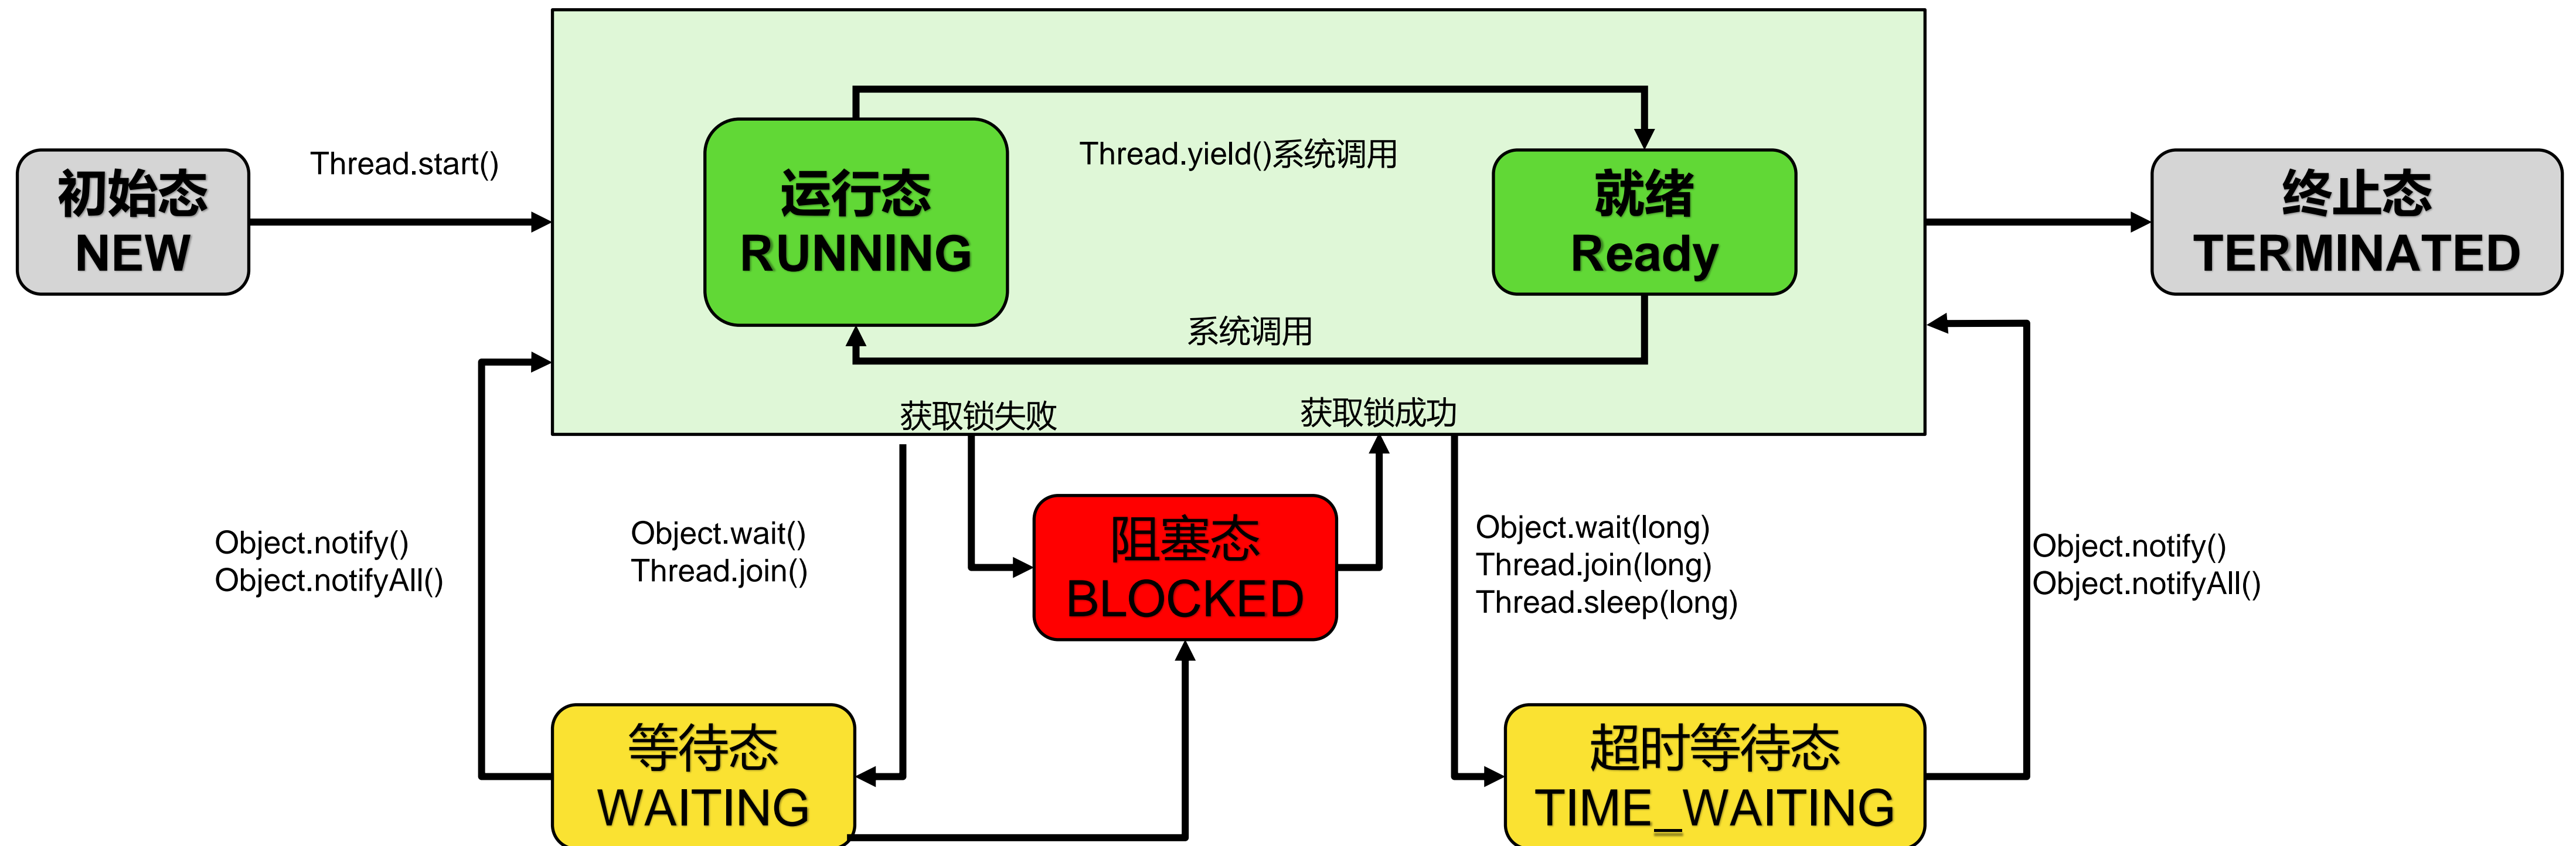 初始态
NEW
Thread.start()
运行态
RUNNING
Thread.yield()系统调用
就绪
Ready
系统调用
终止态
TERMINATED
获取锁失败
获取锁成功
Object.notify()
Object.notifyAll()
Object.wait()
Thread.join()
阻塞态
BLOCKED
Object.wait(long)
Thread.join(long)
Thread.sleep(long)
Object.notify()
Object.notifyAll()
等待态
WAITING
超时等待态
TIME_WAITING